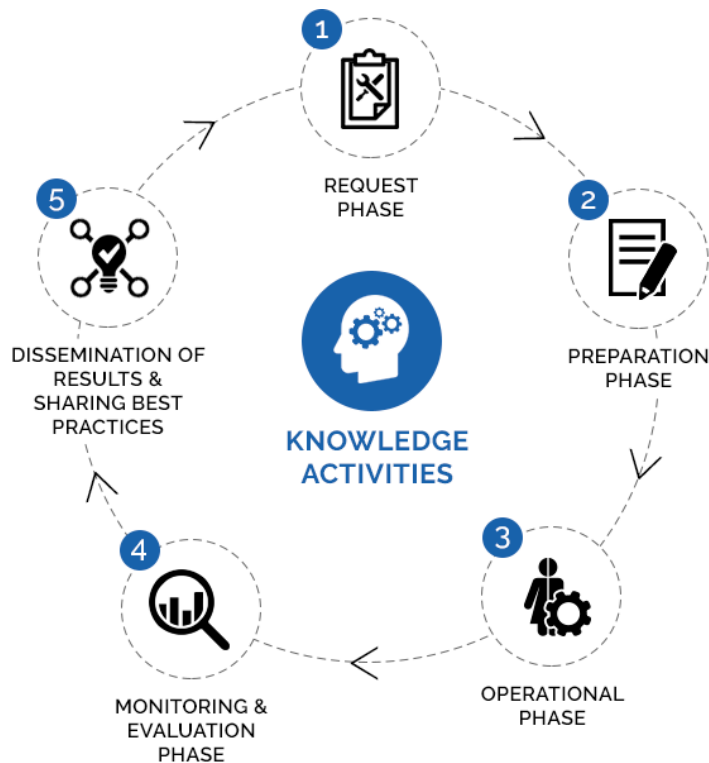 1
REQUEST
PHASE
2
PREPARATION
PHASE
3
OPERATIONAL
PHASE
4
MONITORING &
EVALUATION
PHASE
5
DISSEMINATION OF
RESULTS &
SHARING BEST
PRACTICES
KNOWLEDGE
ACTIVITIES